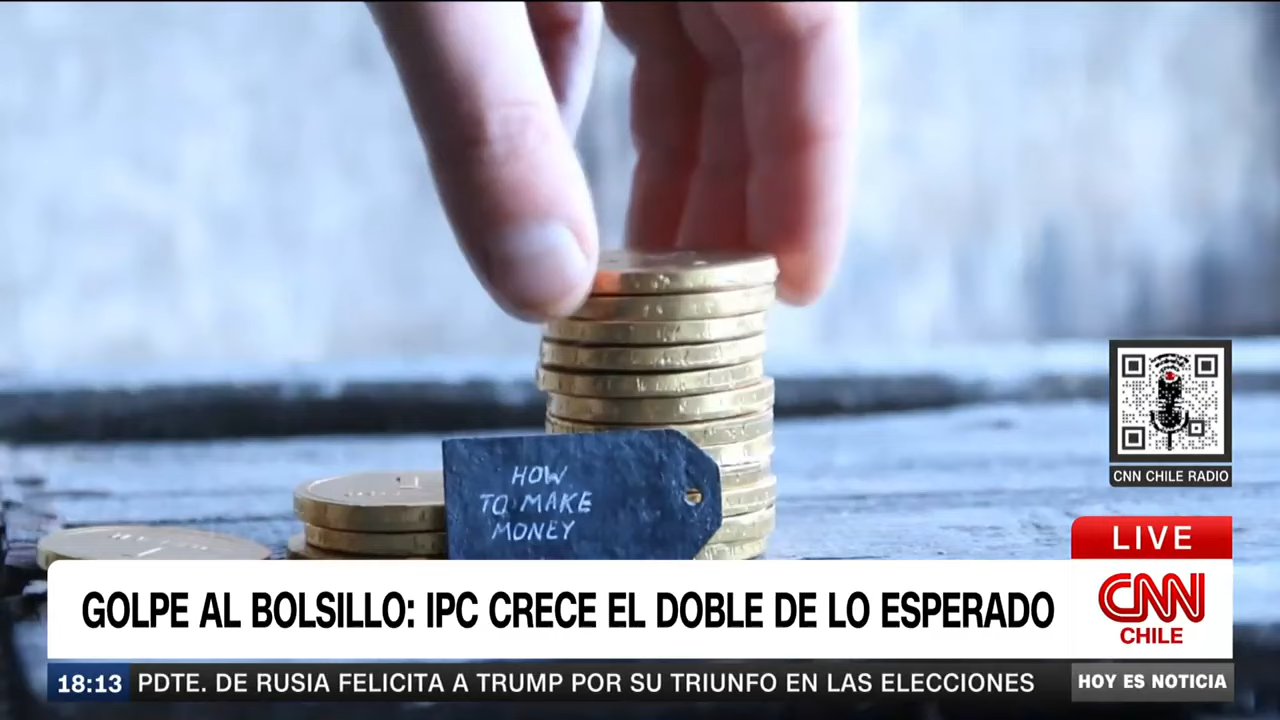 HOW
TO MAKE
MONEY
CNN CHILE RADIO
LIVE
GOLPE AL BOLSILLO: IPC CRECE EL DOBLE DE LO ESPERADO
CNN
CHILE
18:13 PDTE. DE RUSIA FELICITA A TRUMP POR SU TRIUNFO EN LAS ELECCIONES
HOY ES NOTICIA